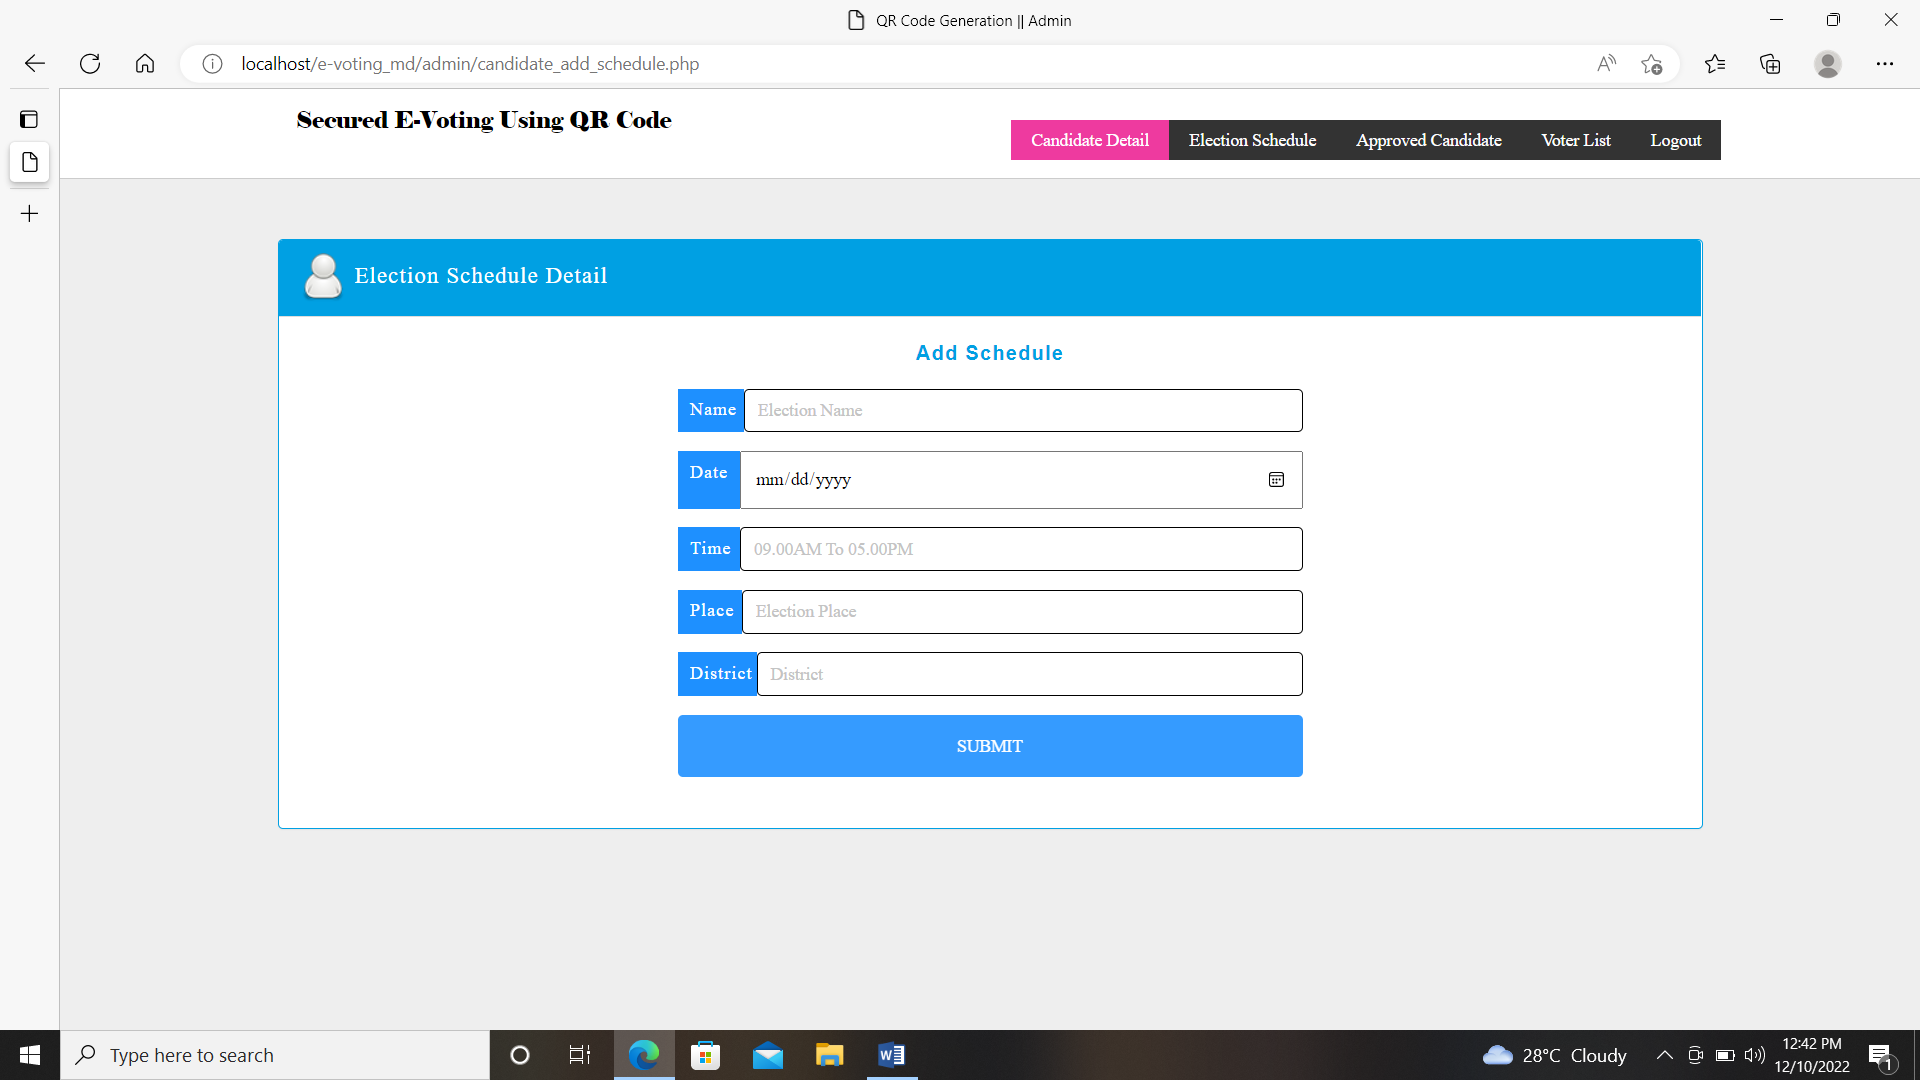 QR Code Generation || Admin
localhost/e-voting_md/admin/candidate_add_schedule.php
Secured E-Voting Using QR Code
Candidate Detail Election Schedule Approved Candidate Voter List Logout
Election Schedule Detail
Add Schedule
Name Election Name
Date mm/dd/yyyy
Time 09.00AM To 05.00PM
Place Election Place
District District
SUBMIT
Type here to search
28°C Cloudy
12:42 PM
12/10/2022
1